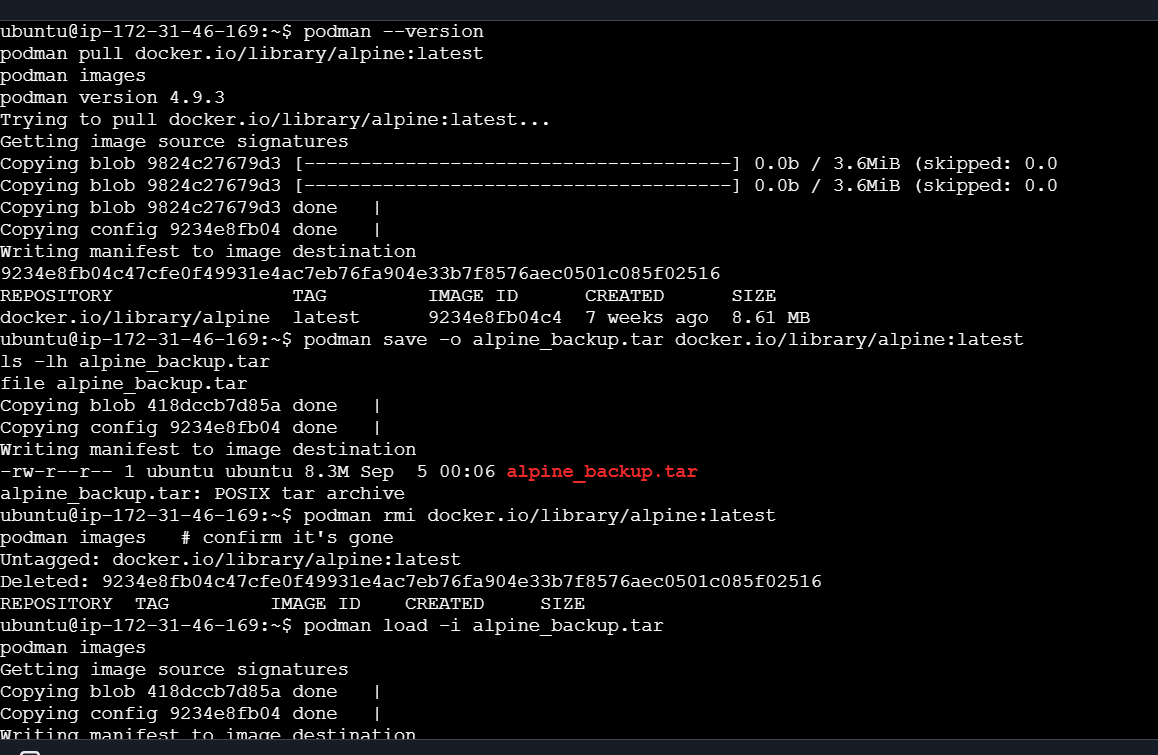 ubuntu@ip-172-31-46-169:~$ podman --version
podman pull docker.io/library/alpine:latest
podman images
podman version 4.9.3
Trying to pull docker.io/library/alpine:latest...
Getting image source signatures
Copying blob 9824c27679d3 [--------------------------------------] 0.0b / 3.6MiB (skipped: 0.0
Copying blob 9824c27679d3 [--------------------------------------] 0.0b / 3.6MiB (skipped: 0.0
Copying blob 9824c27679d3 done   |
Copying config 9234e8fb04 done   |
Writing manifest to image destination
9234e8fb04c47cfe0f49931e4ac7eb76fa904e33b7f8576aec0501c085f02516
REPOSITORY                TAG         IMAGE ID      CREATED      SIZE
docker.io/library/alpine  latest      9234e8fb04c4  7 weeks ago  8.61 MB
ubuntu@ip-172-31-46-169:~$ podman save -o alpine_backup.tar docker.io/library/alpine:latest
ls -lh alpine_backup.tar
file alpine_backup.tar
Copying blob 418dccb7d85a done   |
Copying config 9234e8fb04 done   |
Writing manifest to image destination
-rw-r--r-- 1 ubuntu ubuntu 8.3M Sep  5 00:06 alpine_backup.tar
alpine_backup.tar: POSIX tar archive
ubuntu@ip-172-31-46-169:~$ podman rmi docker.io/library/alpine:latest
podman images   # confirm it's gone
Untagged: docker.io/library/alpine:latest
Deleted: 9234e8fb04c47cfe0f49931e4ac7eb76fa904e33b7f8576aec0501c085f02516
REPOSITORY  TAG         IMAGE ID    CREATED     SIZE
ubuntu@ip-172-31-46-169:~$ podman load -i alpine_backup.tar
podman images
Getting image source signatures
Copying blob 418dccb7d85a done   |
Copying config 9234e8fb04 done   |
Writing manifest to image destination